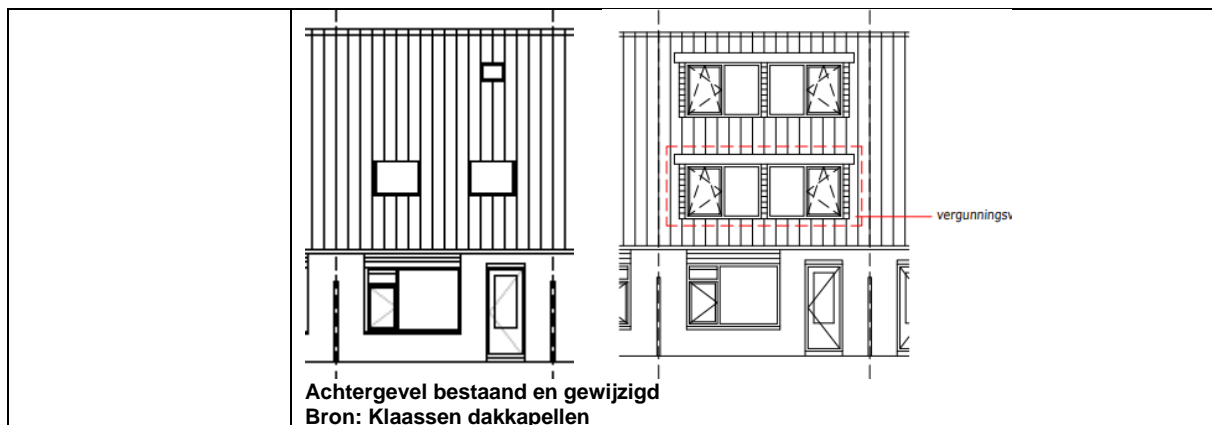 vergunningsv
Achtergevel bestaand en gewijzigd
Bron: Klaassen dakkapellen